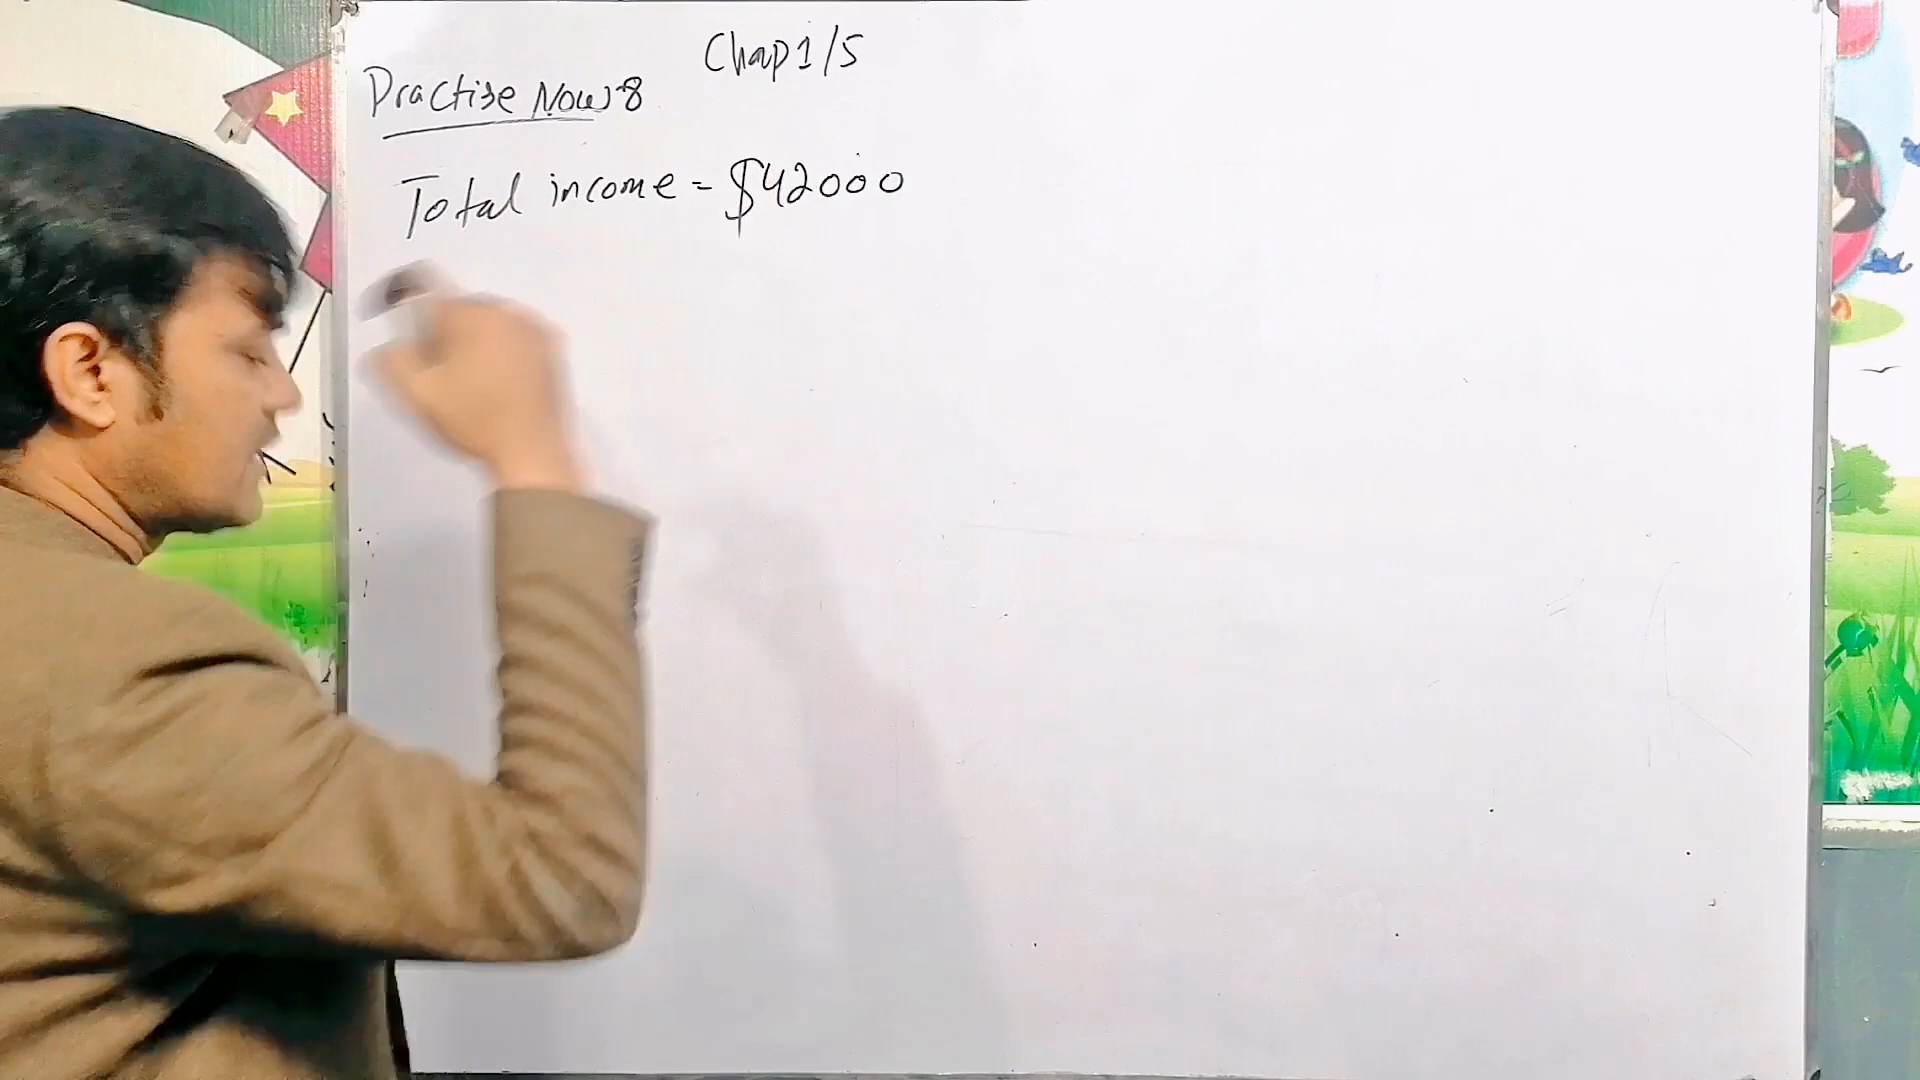 Chap 1/5
Practise Now 8
Total income = $42000